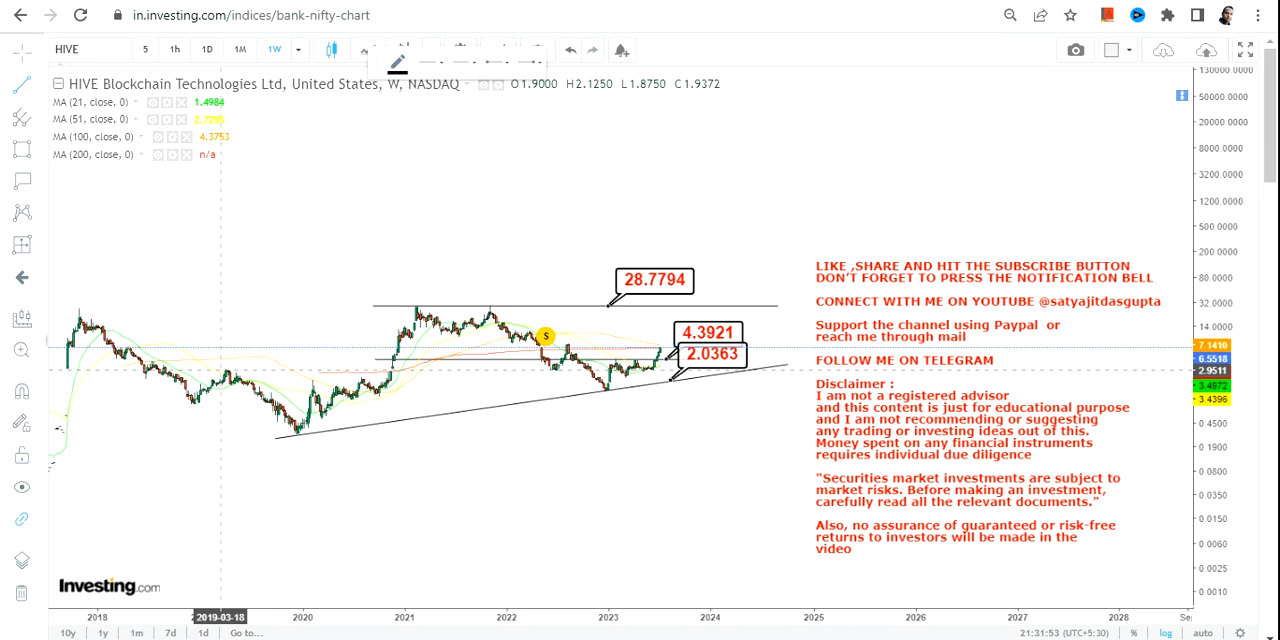 in.investing.com/indices/bank-nifty-chart
HIVE 5 1h 1D 1M 1W
HIVE Blockchain Technologies Ltd, United States, W, NASDAQ O1.9000 H2.1250 L1.8750 C1.9372
MA (21, close, 0) 1.4984
MA (51, close, 0)
MA (100, close, 0) 4.3753
MA (200, close, 0) n/a
130000.0000
50000.0000
20000.0000
8000.0000
3200.0000
1200.0000
500.0000
200.0000
80.0000
32.0000
14.0000
7.1410
6.5518
2.9511
3.4972
3.4396
0.4500
0.1900
0.0800
0.0350
0.0150
0.0060
0.0025
0.0010
28.7794
4.3921
2.0363
S
LIKE ,SHARE AND HIT THE SUBSCRIBE BUTTON
DON'T FORGET TO PRESS THE NOTIFICATION BELL
CONNECT WITH ME ON YOUTUBE @satyajitdasgupta
Support the channel using Paypal or
reach me through mail
FOLLOW ME ON TELEGRAM
Disclaimer :
I am not a registered advisor
and this content is just for educational purpose
and I am not recommending or suggesting
any trading or investing ideas out of this.
Money spent on any financial instruments
requires individual due diligence
"Securities market investments are subject to
market risks. Before making an investment,
carefully read all the relevant documents."
Also, no assurance of guaranteed or risk-free
returns to investors will be made in the
video
Investing.com
2018 2019-03-18 2020 2021 2022 2023 2024 2025 2026 2027 2028 Sep
10y 1y 1m 7d 1d Go to... 21:31:53 (UTC+5:30) % log auto